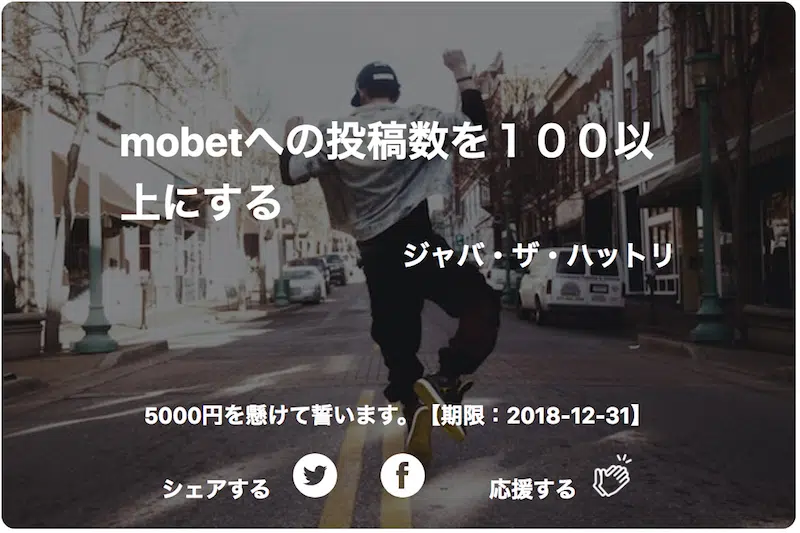 mobetへの投稿数を１００以
上にする
ジャバ・ザ・ハットリ
5000円を懸けて誓います。【期限：2018-12-31】
シェアする
応援する